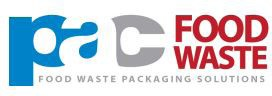 pac FOOD
WASTE
FOOD WASTE PACKAGING SOLUTIONS